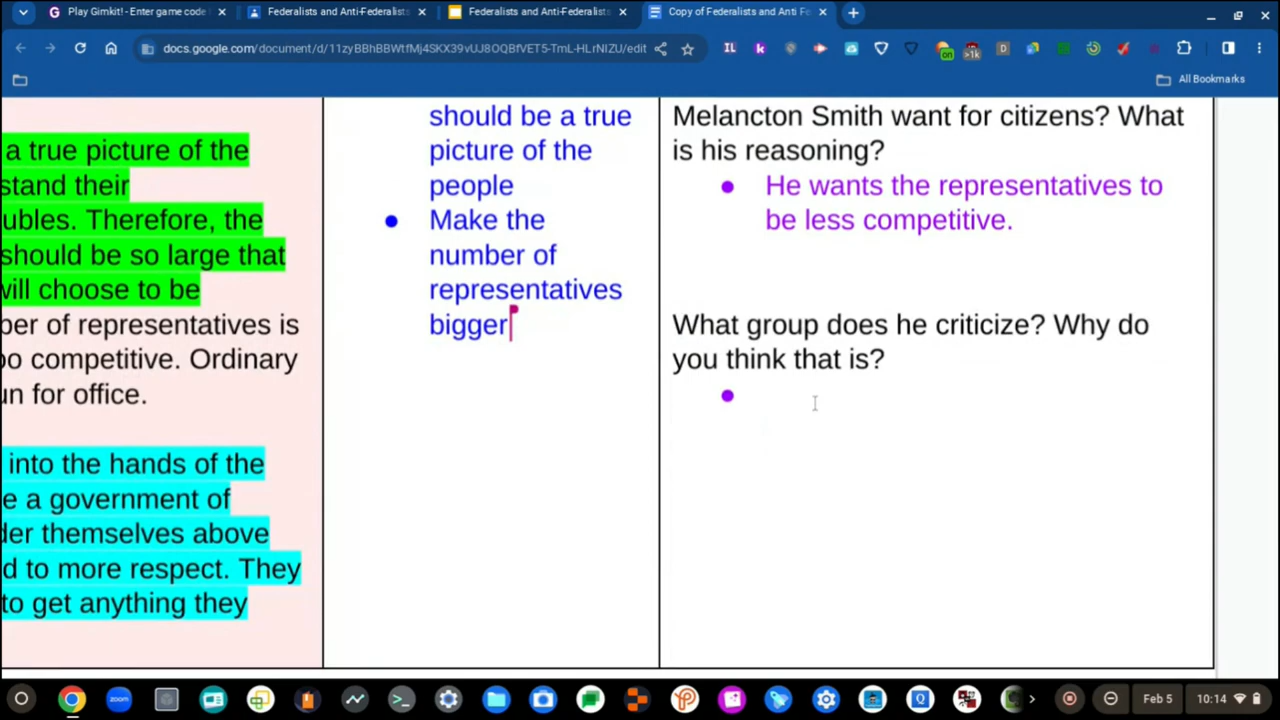 Play Gimkit! - Enter game code
Federalists and Anti-Federalists
Federalists and Anti-Federalists
Copy of Federalists and Anti Fe
docs.google.com/document/d/11zyBBhBBWtfMj4SKX39vUJ8OQBfVET5-TmL-HLrNIZU/edit
All Bookmarks
a true picture of the
stand their
ubles. Therefore, the
should be so large that
will choose to be
ber of representatives is
oo competitive. Ordinary
un for office.
into the hands of the
e a government of
der themselves above
d to more respect. They
to get anything they
should be a true
picture of the
people
● Make the
number of
representatives
bigger
Melancton Smith want for citizens? What
is his reasoning?
● He wants the representatives to
be less competitive.
What group does he criticize? Why do
you think that is?
●
zoom
Feb 5
10:14